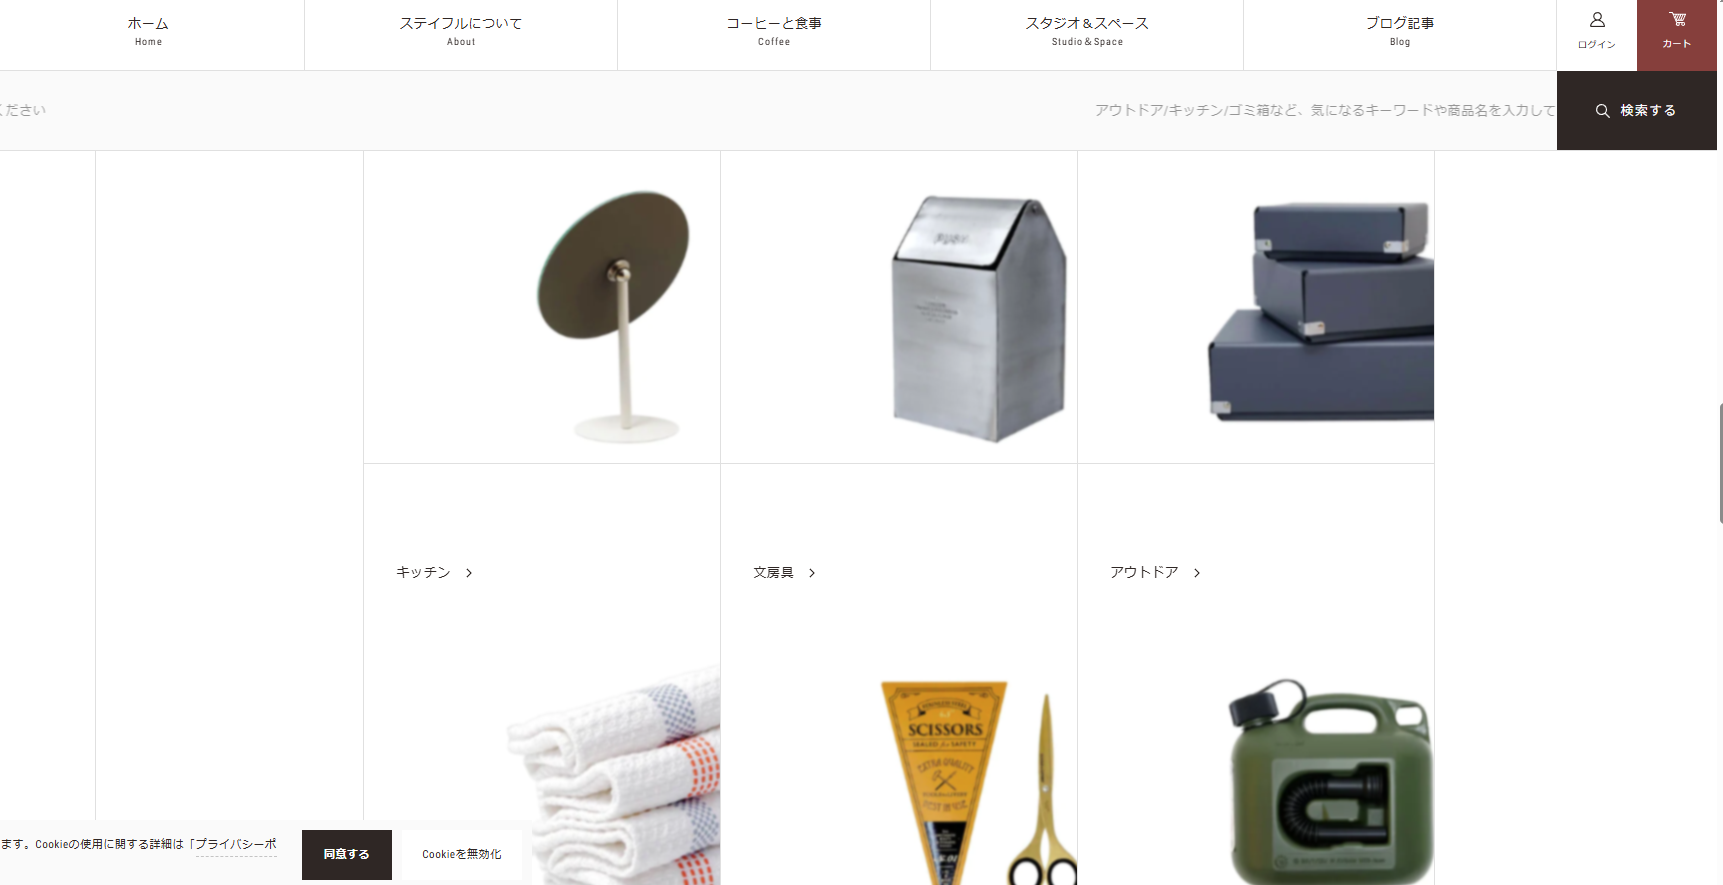 ホーム
Home
ステイフルについて
About
コーヒーと食事
Coffee
スタジオ&スペース
Studio & Space
ブログ記事
Blog
ログイン
カート
ください
アウトドア/キッチン/ゴミ箱など、気になるキーワードや商品名を入力して
検索する
キッチン
文房具
アウトドア
SCISSORS
SEALED for SAFETY
EXTRA QUALITY
ます。Cookieの使用に関する詳細は「プライバシーポ
同意する
Cookieを無効化